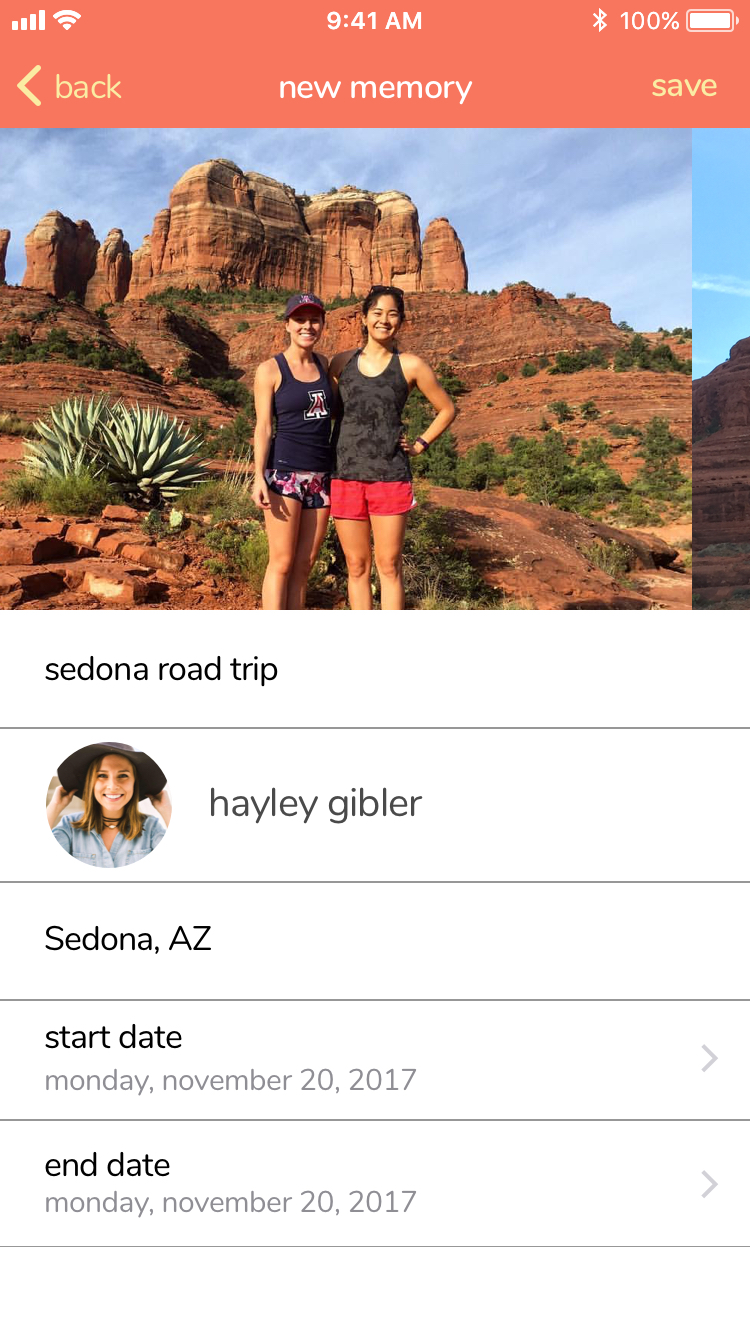 9:41 AM
100%
back
new memory
save
A
sedona road trip
hayley gibler
Sedona, AZ
start date
monday, november 20, 2017
end date
monday, november 20, 2017